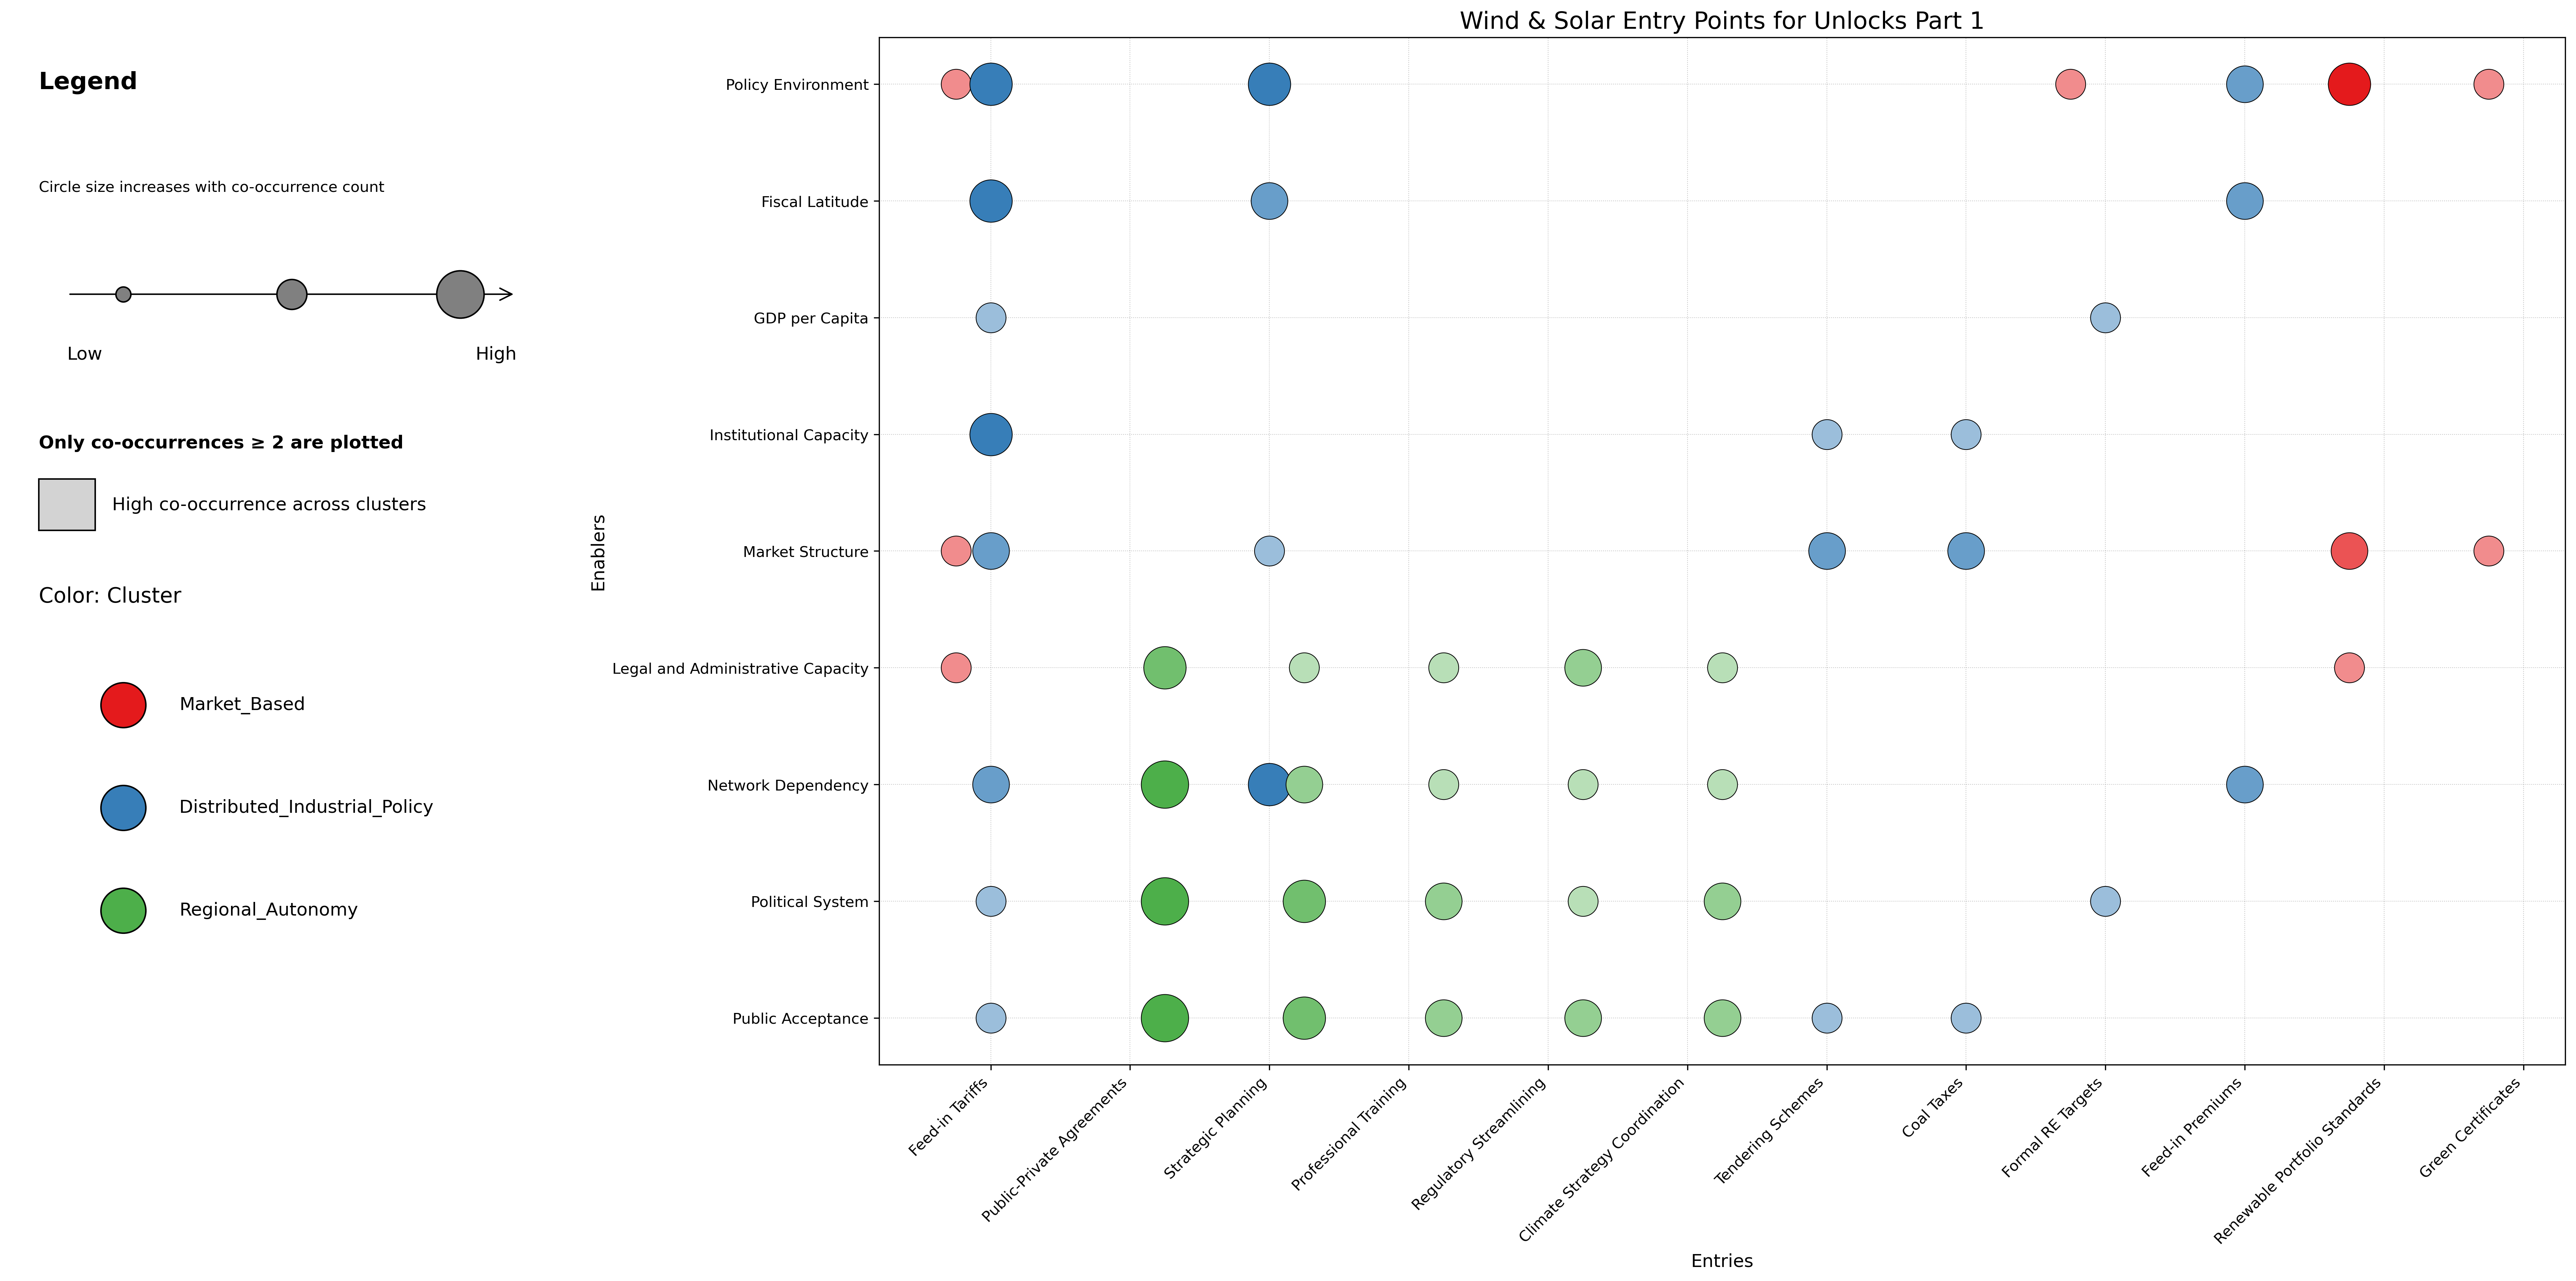 Wind & Solar Entry Points for Unlocks Part 1
Legend
Circle size increases with co-occurrence count
Low
High
Only co-occurrences ≥ 2 are plotted
High co-occurrence across clusters
Color: Cluster
Market_Based
Distributed_Industrial_Policy
Regional_Autonomy
Enablers
Policy Environment
Fiscal Latitude
GDP per Capita
Institutional Capacity
Market Structure
Legal and Administrative Capacity
Network Dependency
Political System
Public Acceptance
Feed-in Tariffs
Public-Private Agreements
Strategic Planning
Professional Training
Regulatory Streamlining
Climate Strategy Coordination
Tendering Schemes
Coal Taxes
Formal RE Targets
Feed-in Premiums
Renewable Portfolio Standards
Green Certificates
Entries